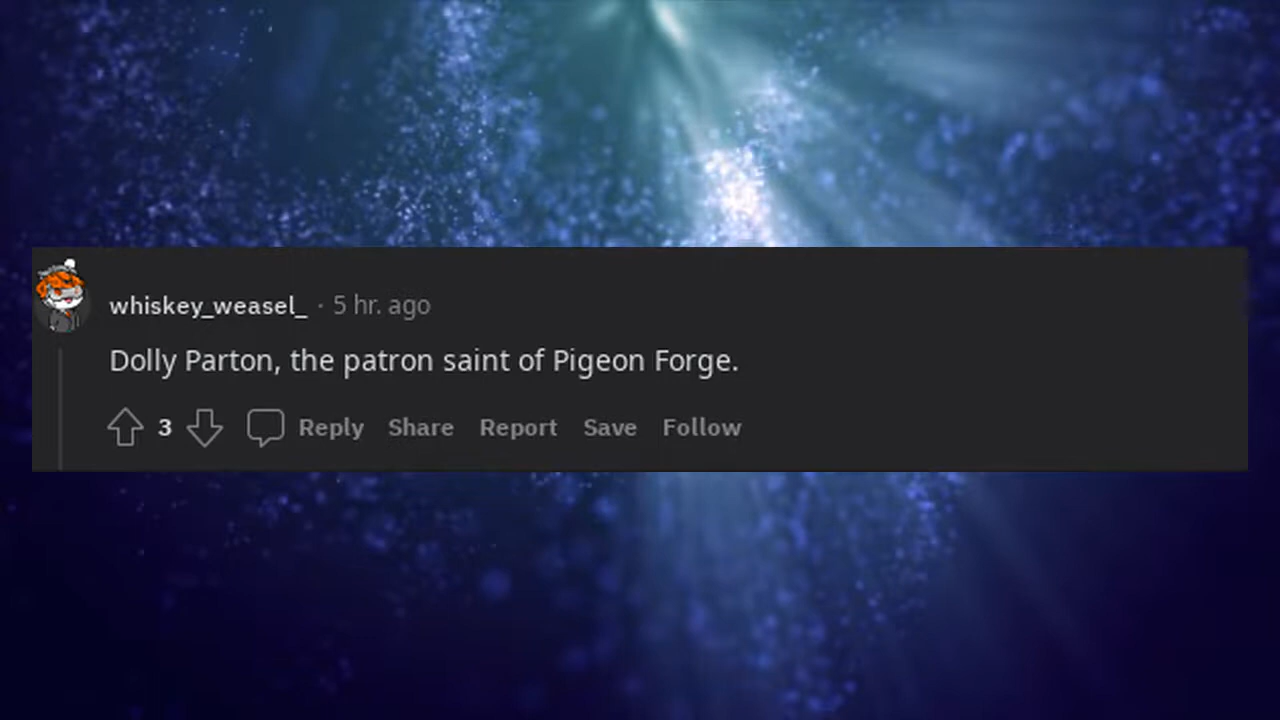 whiskey_weasel_ · 5 hr. ago
Dolly Parton, the patron saint of Pigeon Forge.
3 Reply Share Report Save Follow